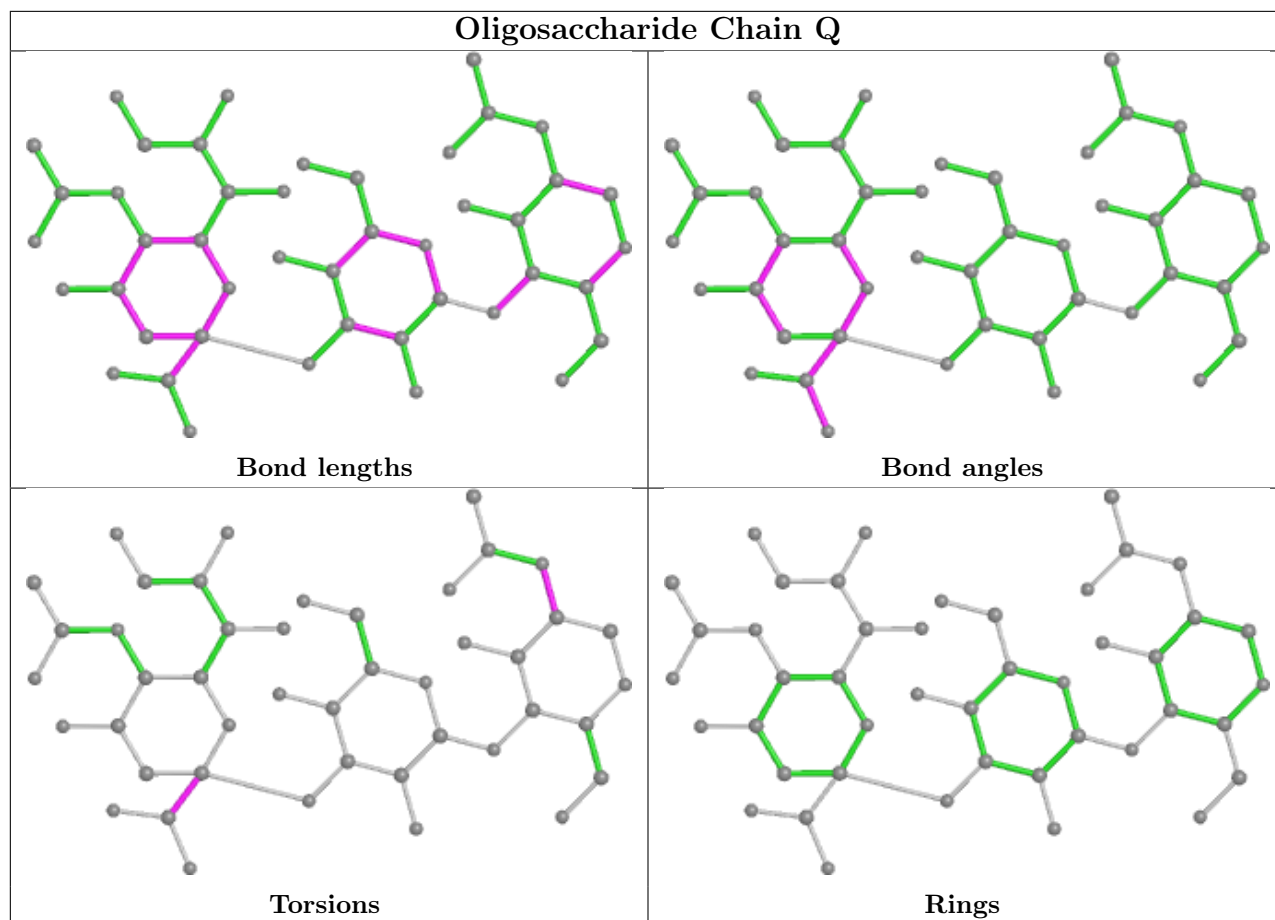 Oligosaccharide Chain Q
Bond lengths
Bond angles
Torsions
Rings